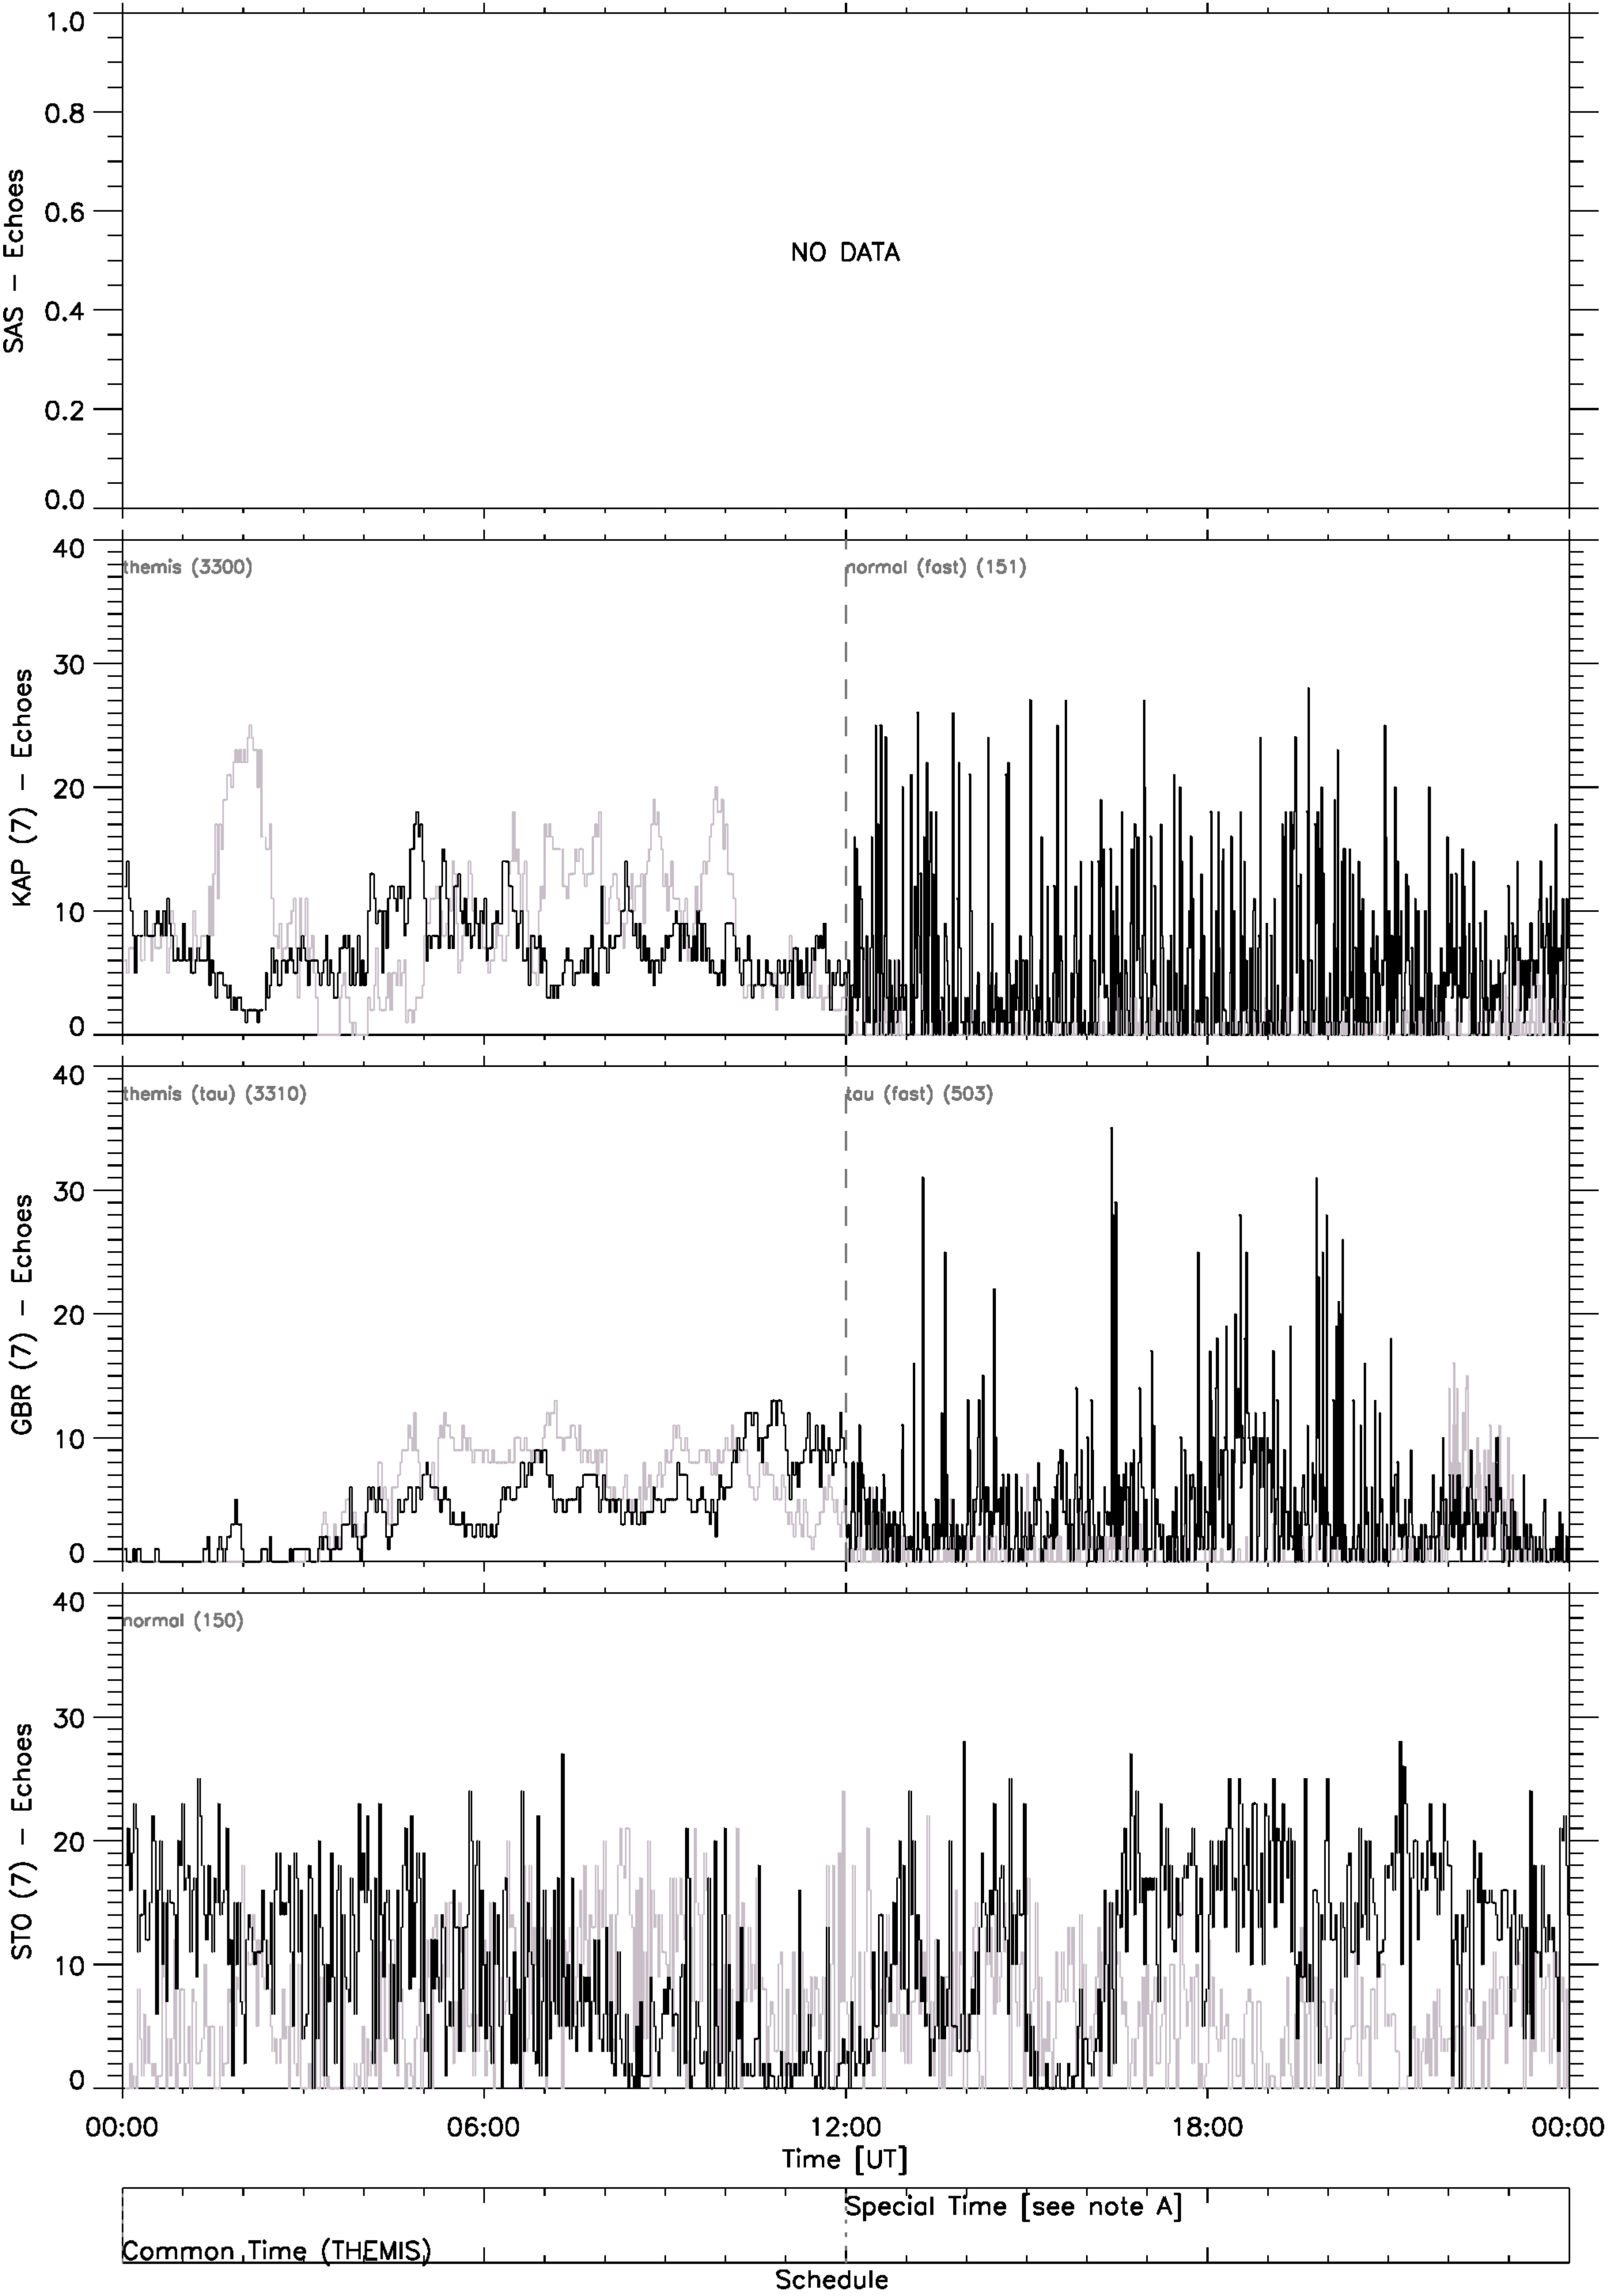 1.0
0.8
0.6
0.4
0.2
0.0
SAS – Echoes
NO DATA
40
30
20
10
0
KAP (7) – Echoes
themis (3300)
normal (fast) (151)
40
30
20
10
0
GBR (7) – Echoes
themis (tau) (3310)
tau (fast) (503)
40
30
20
10
0
STO (7) – Echoes
normal (150)
00:00 06:00 12:00 18:00 00:00
Time [UT]
Special Time [see note A]
Common Time (THEMIS)
Schedule